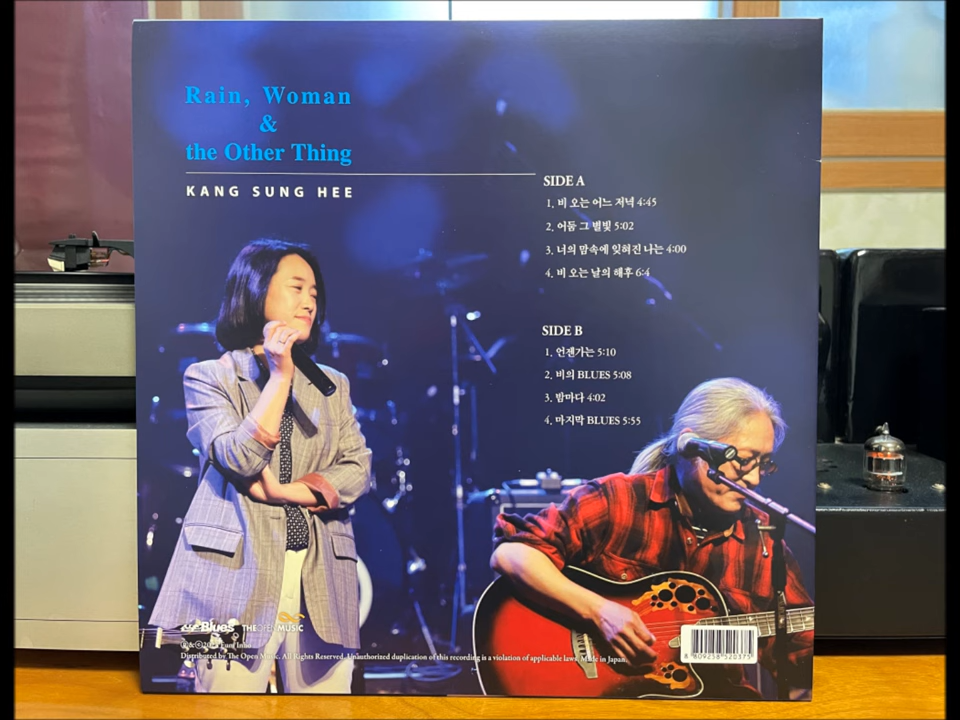 Rain, Woman
&
the Other Thing
KANG SUNG HEE
SIDE A
1. 비 오는 어느 저녁 4:45
2. 어둠 그 별빛 5:02
3. 너의 맘속에 잊혀진 나는 4:00
4. 비 오는 날의 해후 6:4
SIDE B
1. 언젠가는 5:10
2. 비의 BLUES 5:08
3. 밤마다 4:02
4. 마지막 BLUES 5:55
Blues THEOPENMUSIC
Distributed by The Open Music. All Rights Reserved. Unauthorized duplication of this recording is a violation of applicable laws. Made in Japan.
8 809238 520375